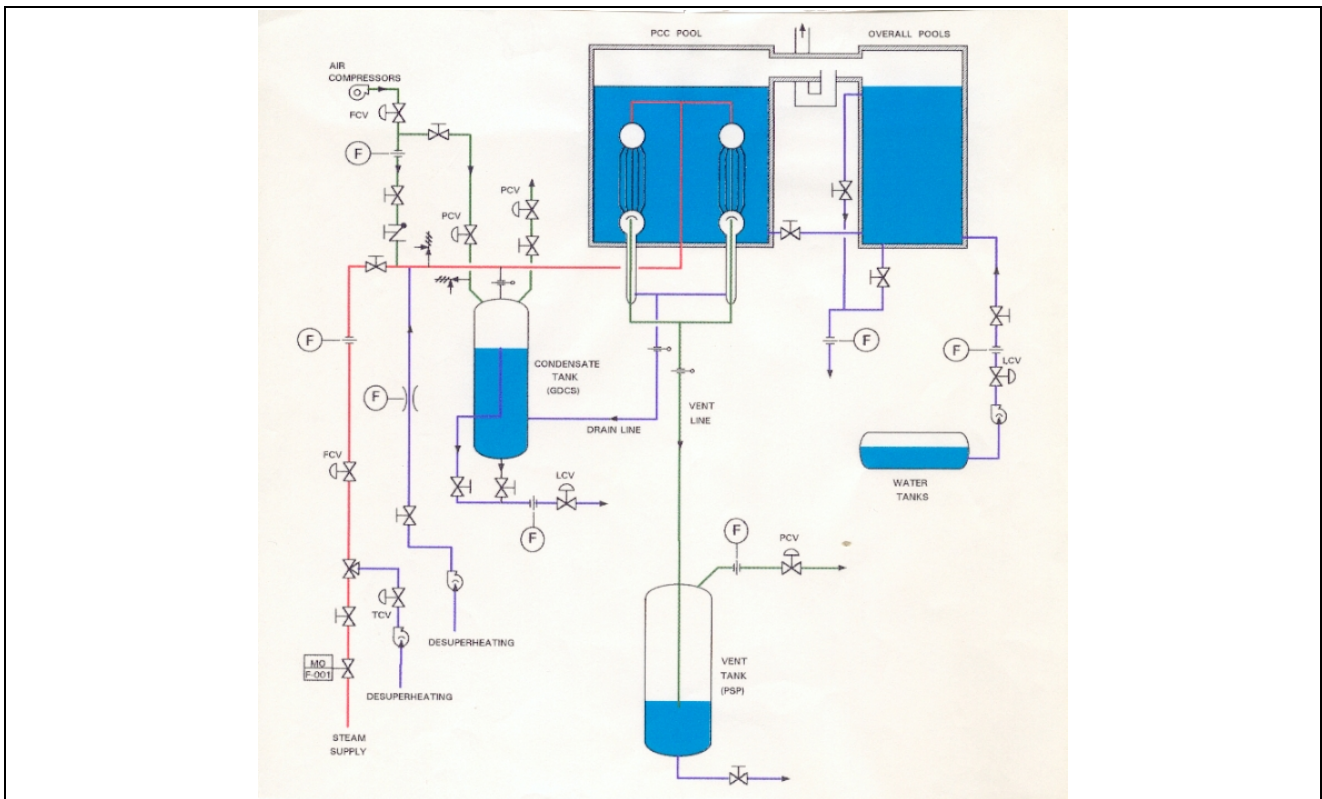 PCC POOL
OVERALL POOLS
AIR
COMPRESSORS
FCV
F
PCV
PCV
F
F
F
LCV
CONDENSATE
TANK
(GDCS)
F
VENT
LINE
DRAIN LINE
FCV
LCV
WATER
TANKS
F
F
PCV
TCV
DESUPERHEATING
MO
F-001
DESUPERHEATING
VENT
TANK
(PSP)
STEAM
SUPPLY